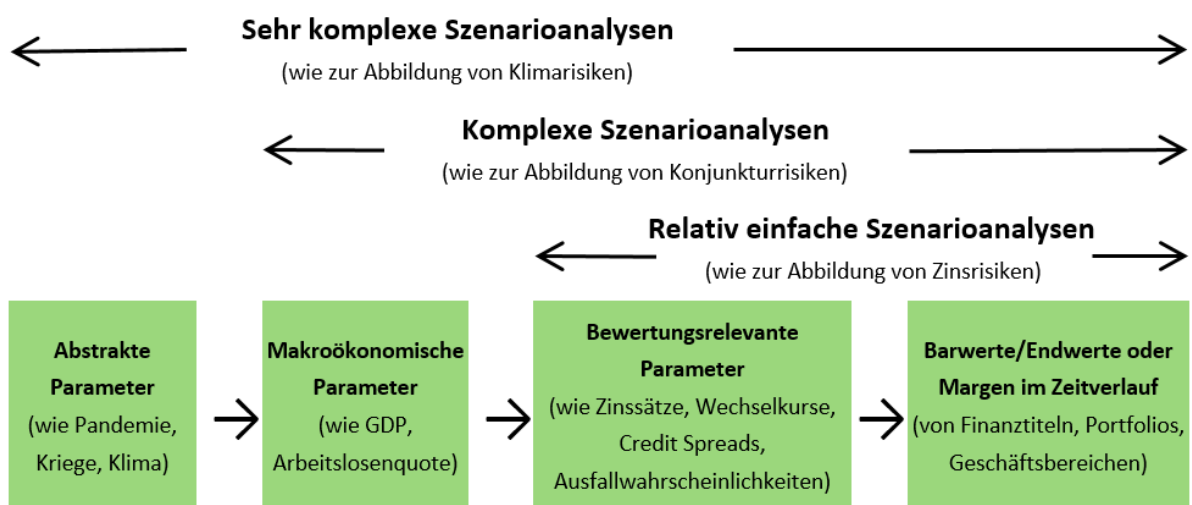 Sehr komplexe Szenarioanalysen
(wie zur Abbildung von Klimarisiken)
Komplexe Szenarioanalysen
(wie zur Abbildung von Konjunkturrisiken)
Relativ einfache Szenarioanalysen
(wie zur Abbildung von Zinsrisiken)
Abstrakte
Parameter
(wie Pandemie,
Kriege, Klima)
Makroökonomische
Parameter
(wie GDP,
Arbeitslosenquote)
Bewertungsrelevante
Parameter
(wie Zinssätze, Wechselkurse,
Credit Spreads,
Ausfallwahrscheinlichkeiten)
Barwerte/Endwerte oder
Margen im Zeitverlauf
(von Finanztiteln, Portfolios,
Geschäftsbereichen)